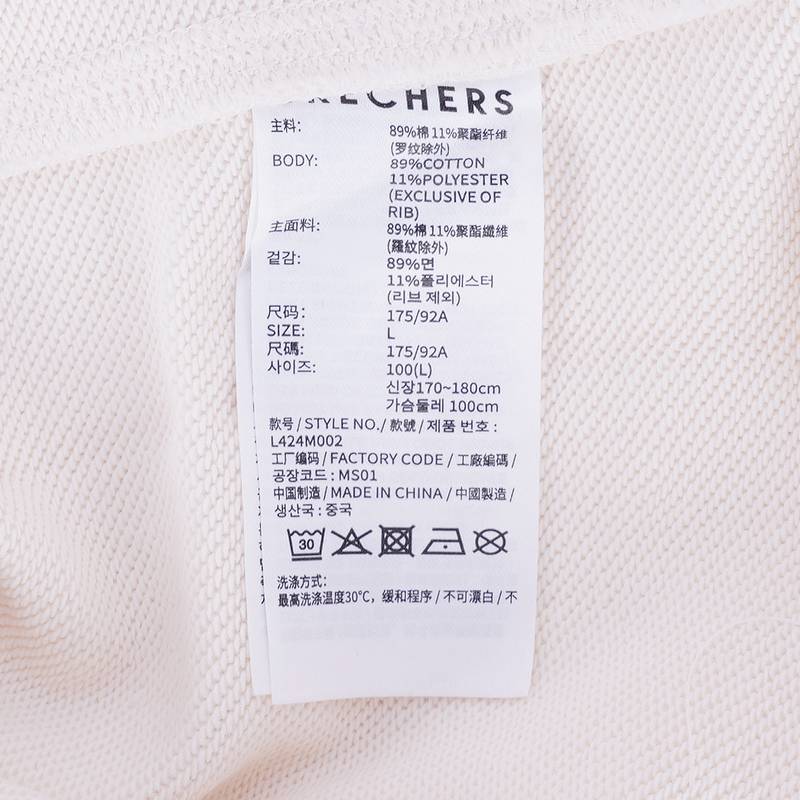 SKECHERS
主料: 89%棉 11%聚酯纤维
(罗纹除外)
BODY: 89%COTTON
11%POLYESTER
(EXCLUSIVE OF
RIB)
主面料: 89%棉 11%聚酯纖維
(羅紋除外)
겉감: 89%면
11%폴리에스터
(리브 제외)
尺码: 175/92A
SIZE: L
尺碼: 175/92A
사이즈: 100(L)
신장170~180cm
가슴둘레 100cm
款号 / STYLE NO./ 款號 / 제품 번호 :
L424M002
工厂编码 / FACTORY CODE / 工廠編碼 /
공장코드 : MS01
中国制造 / MADE IN CHINA / 中國製造 /
생산국 : 중국
30
洗涤方式:
最高洗涤温度30°C，缓和程序 / 不可漂白 / 不